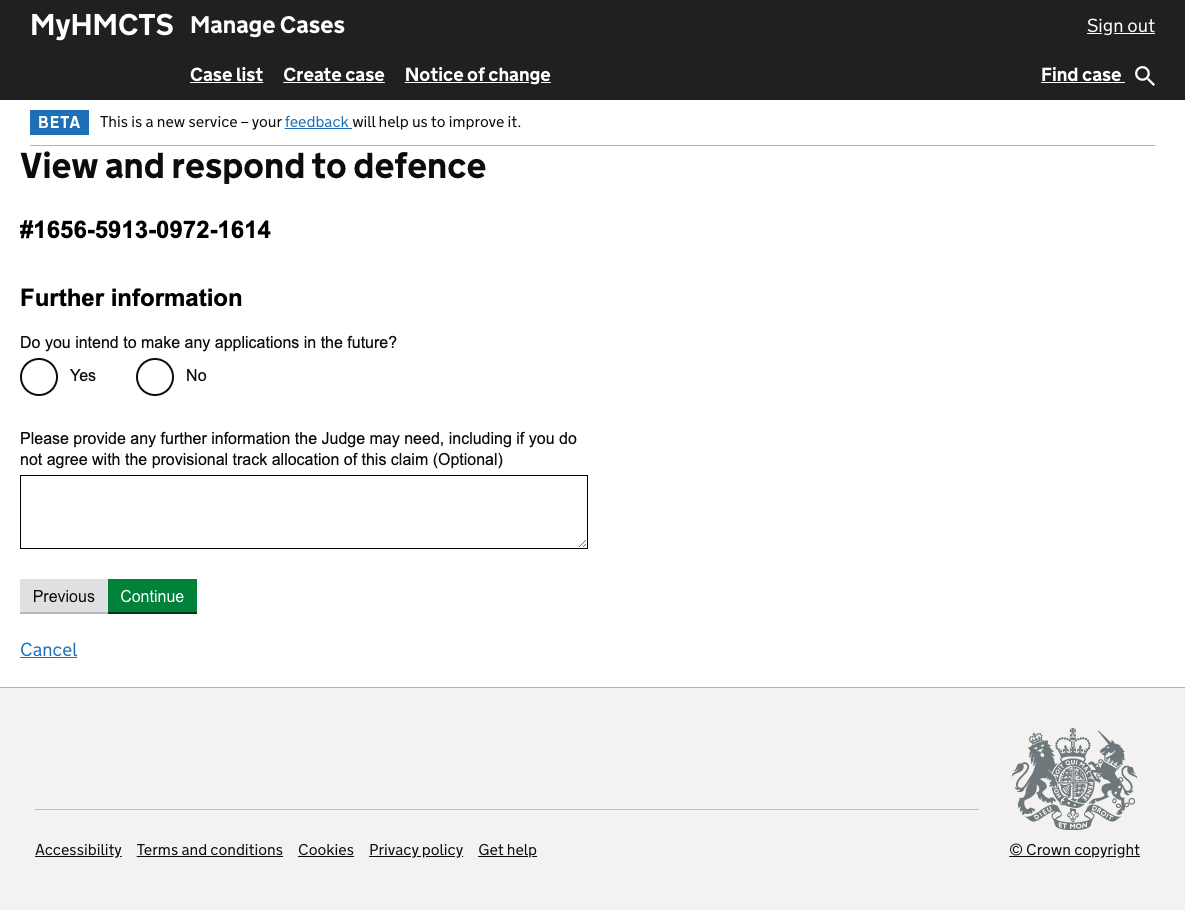 MyHMCTS Manage Cases Sign out
Case list Create case Notice of change Find case
BETA This is a new service – your feedback will help us to improve it.
View and respond to defence
#1656-5913-0972-1614
Further information
Do you intend to make any applications in the future?
Yes No
Please provide any further information the Judge may need, including if you do
not agree with the provisional track allocation of this claim (Optional)
Previous Continue
Cancel
DIEU ET MON DROIT
Accessibility Terms and conditions Cookies Privacy policy Get help © Crown copyright